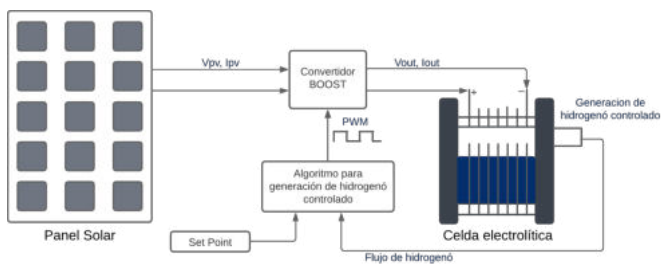 Vpv, Ipv
Convertidor
BOOST
Vout, Iout
+
−
Generacion de
hidrogenó controlado
PWM
Algoritmo para
generación de hidrogenó
controlado
Panel Solar
Set Point
Celda electrolítica
Flujo de hidrogenó